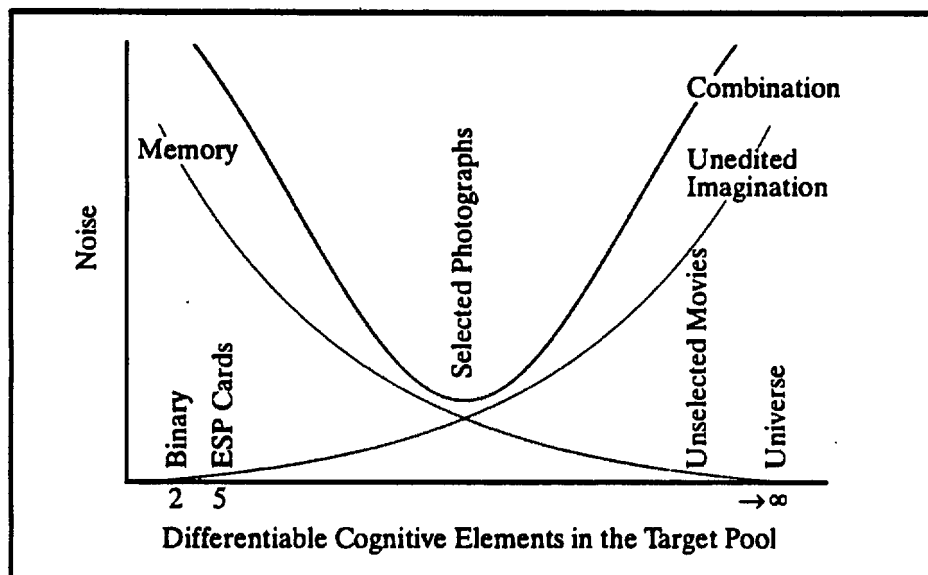 Combination
Memory
Unedited
Imagination
Noise
Selected Photographs
Unselected Movies
Binary
ESP Cards
Universe
2
5
→ ∞
Differentiable Cognitive Elements in the Target Pool